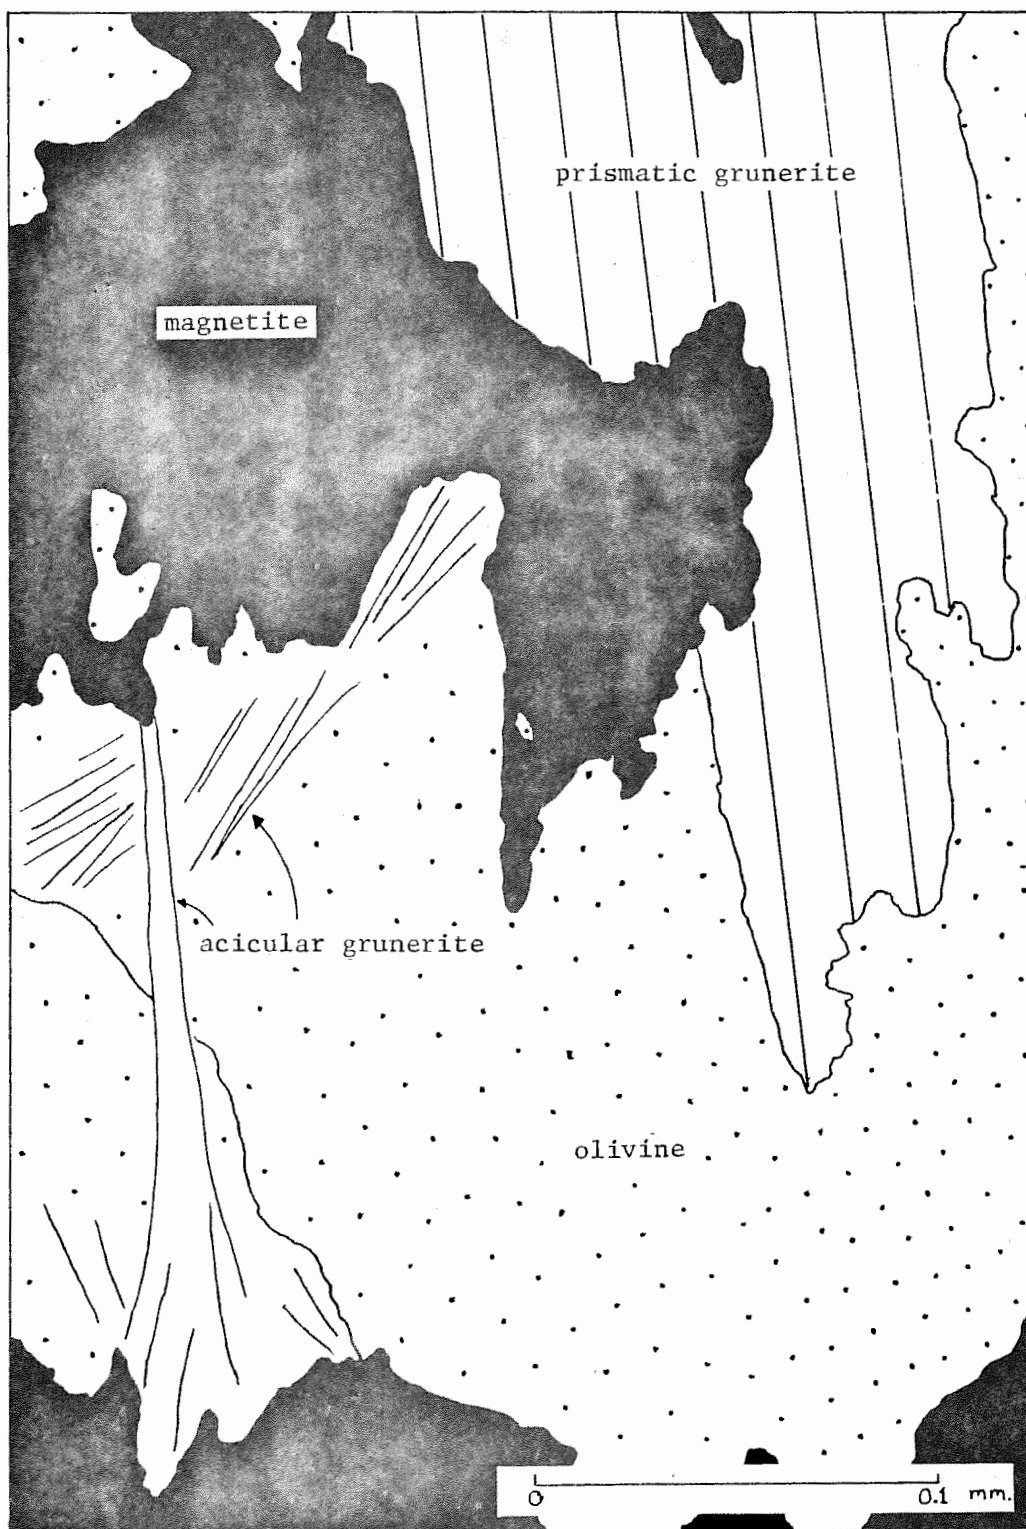 prismatic grunerite
magnetite
acicular grunerite
olivine
0 0.1 mm.